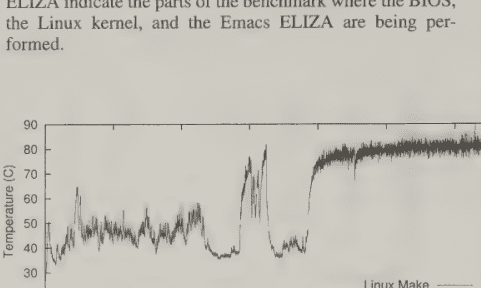 ELIZA indicate the parts of the benchmark where the BIOS,
the Linux kernel, and the Emacs ELIZA are being per-
formed.
90
80
70
60
50
40
30
Temperature (C)
Linux Make